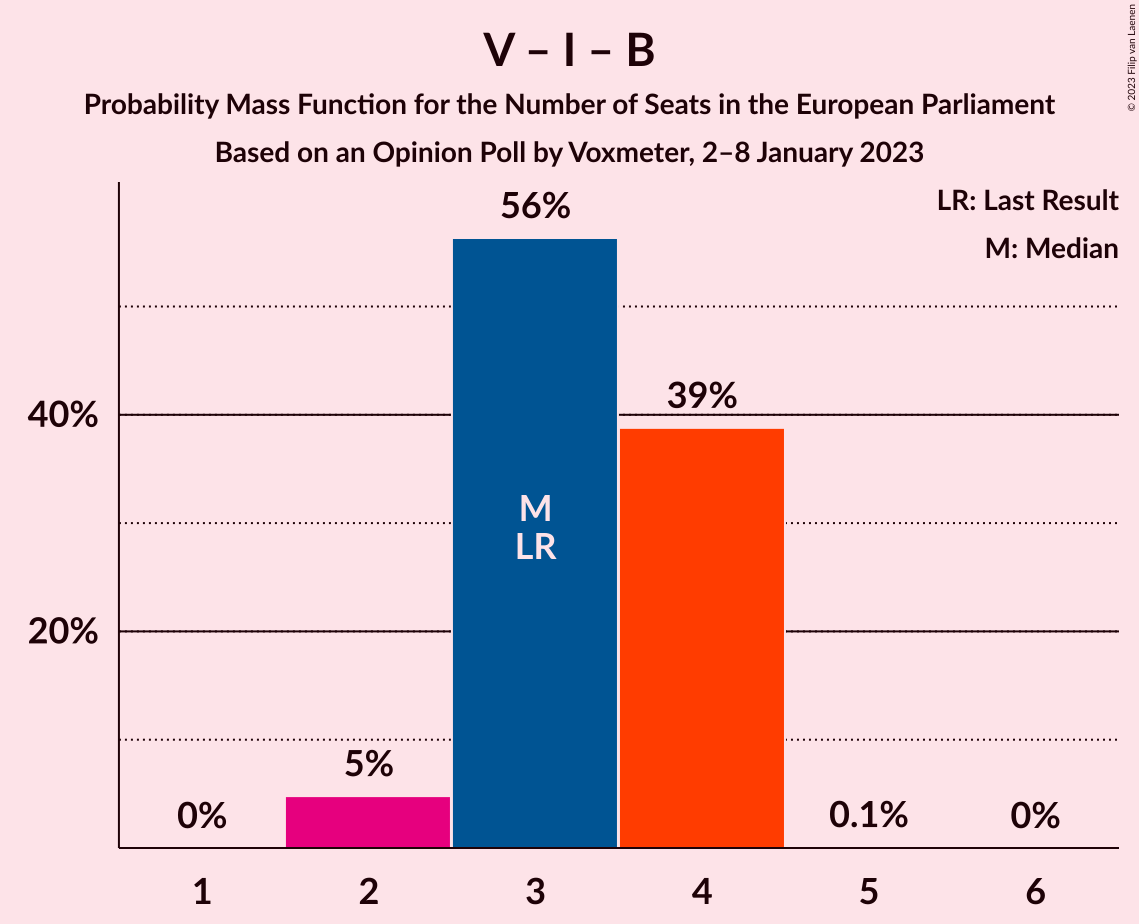 V – I – B
Probability Mass Function for the Number of Seats in the European Parliament
Based on an Opinion Poll by Voxmeter, 2–8 January 2023
© 2023 Filip van Laenen
LR: Last Result
M: Median
56%
39%
40%
M
LR
20%
5%
0%
0.1%
0%
1 2 3 4 5 6